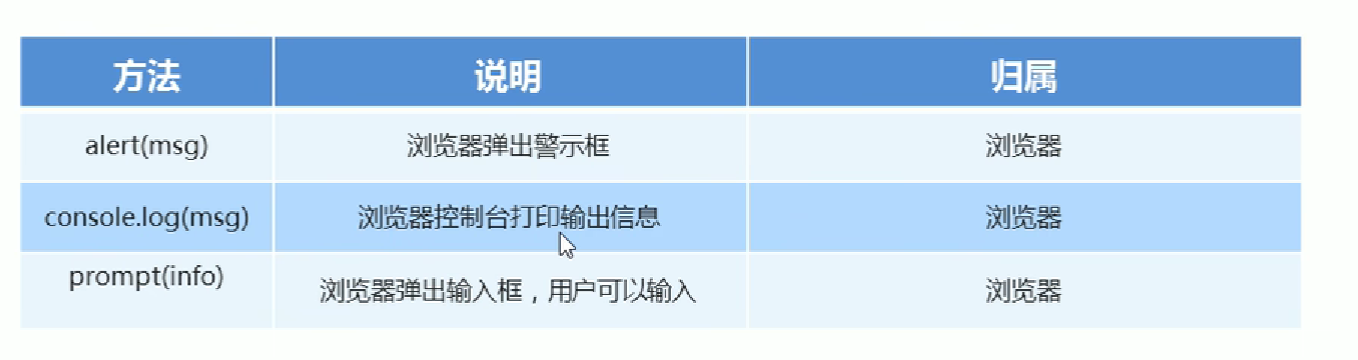 方法 说明 归属
alert(msg) 浏览器弹出警示框 浏览器
console.log(msg) 浏览器控制台打印输出信息 浏览器
prompt(info) 浏览器弹出输入框，用户可以输入 浏览器